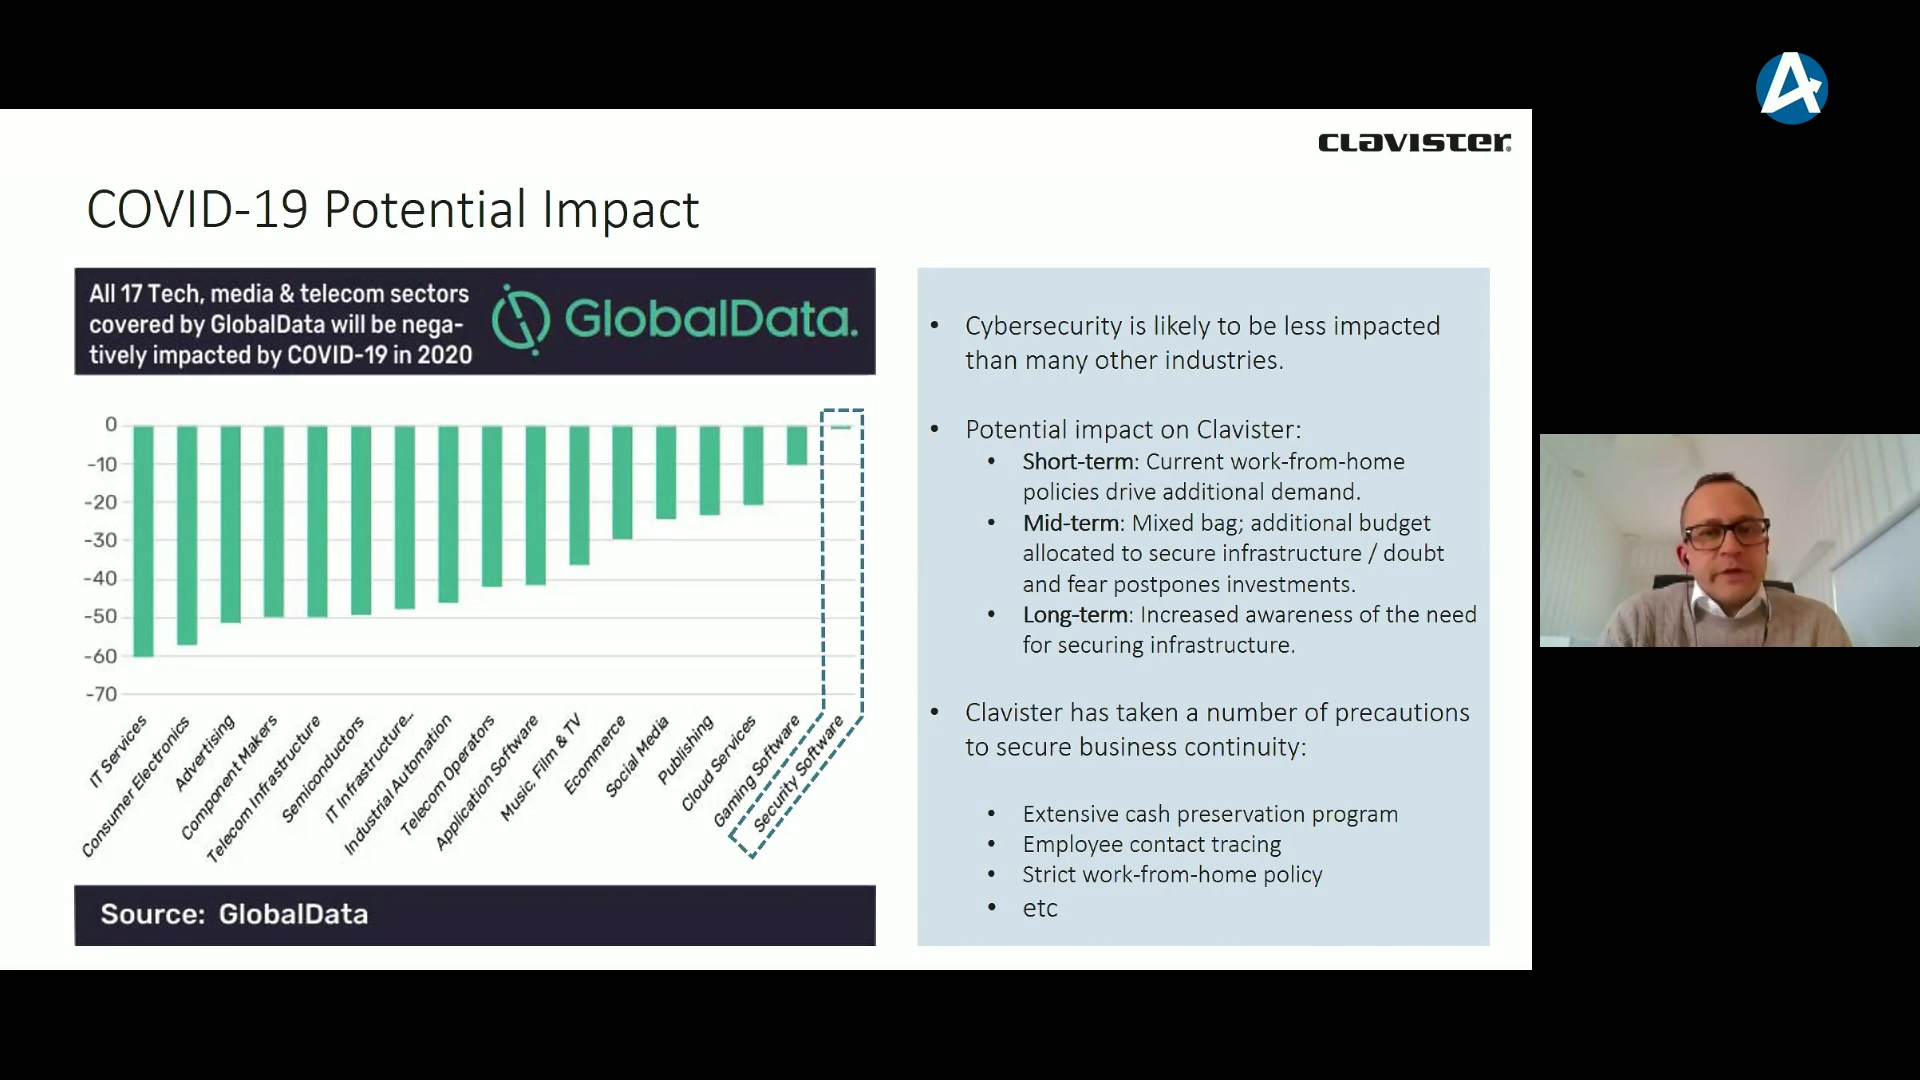 CLAVISTER
COVID-19 Potential Impact
All 17 Tech, media & telecom sectors
covered by GlobalData will be nega-
tively impacted by COVID-19 in 2020
GlobalData.
0
-10
-20
-30
-40
-50
-60
-70
IT Services
Consumer Electronics
Advertising
Component Makers
Telecom Infrastructure
Semiconductors
IT Infrastructure...
Industrial Automation
Telecom Operators
Application Software
Music, Film & TV
Ecommerce
Social Media
Publishing
Cloud Services
Gaming Software
Security Software
Source: GlobalData
• Cybersecurity is likely to be less impacted
than many other industries.
• Potential impact on Clavister:
• Short-term: Current work-from-home
policies drive additional demand.
• Mid-term: Mixed bag; additional budget
allocated to secure infrastructure / doubt
and fear postpones investments.
• Long-term: Increased awareness of the need
for securing infrastructure.
• Clavister has taken a number of precautions
to secure business continuity:
• Extensive cash preservation program
• Employee contact tracing
• Strict work-from-home policy
• etc